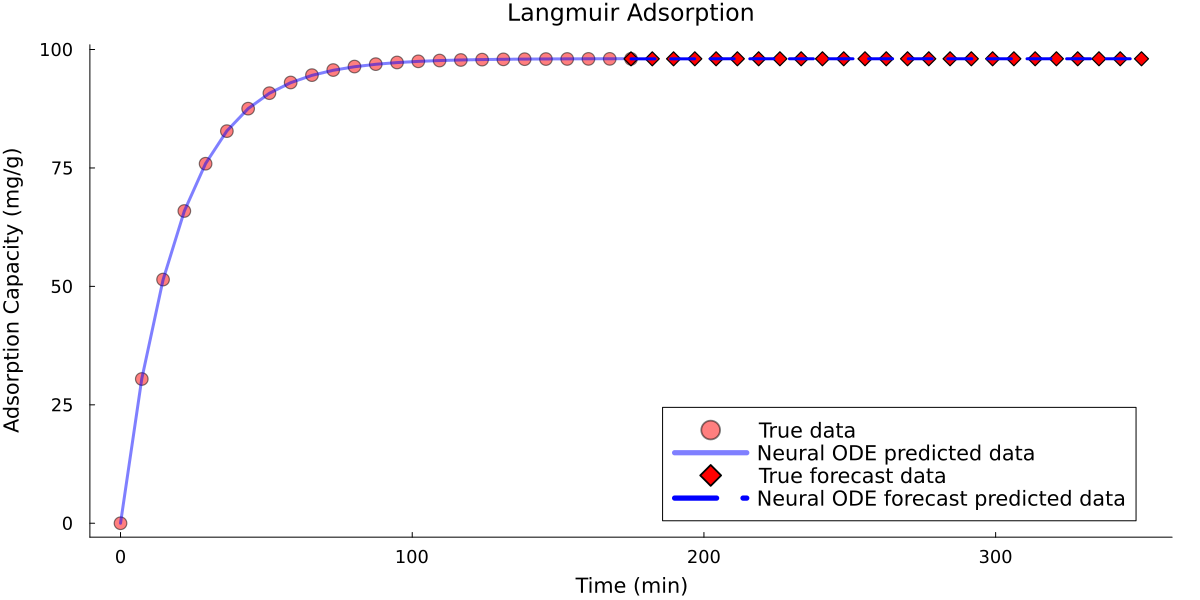 Langmuir Adsorption
Adsorption Capacity (mg/g)
100
75
50
25
0
True data
Neural ODE predicted data
True forecast data
Neural ODE forecast predicted data
0 100 200 300
Time (min)